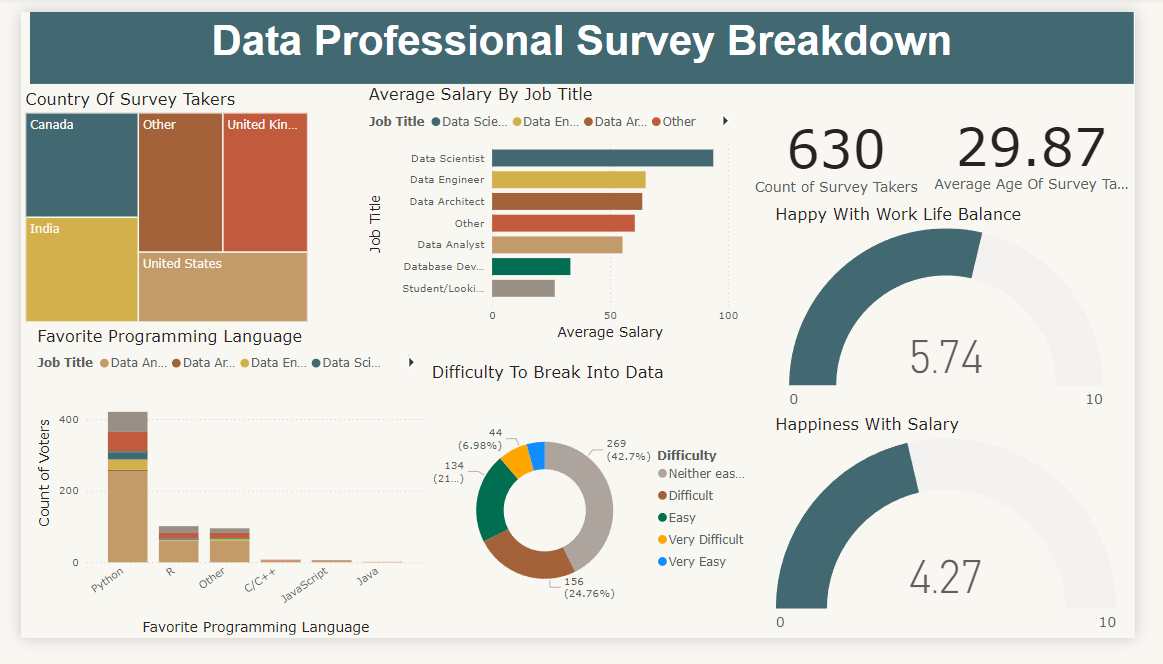 Data Professional Survey Breakdown
Country Of Survey Takers
Canada
Other
United Kin...
India
United States
Average Salary By Job Title
Job Title Data Scie... Data En... Data Ar... Other
Job Title
Data Scientist
Data Engineer
Data Architect
Other
Data Analyst
Database Dev...
Student/Looki...
0 50 100
Average Salary
630
Count of Survey Takers
29.87
Average Age Of Survey Ta...
Happy With Work Life Balance
5.74
0 10
Favorite Programming Language
Job Title Data An... Data Ar... Data En... Data Sci...
Count of Voters
400
200
0
Python R Other C/C++ JavaScript Java
Favorite Programming Language
Difficulty To Break Into Data
44
(6.98%)
269
(42.7%)
134
(21...)
156
(24.76%)
Difficulty
Neither eas...
Difficult
Easy
Very Difficult
Very Easy
Happiness With Salary
4.27
0 10